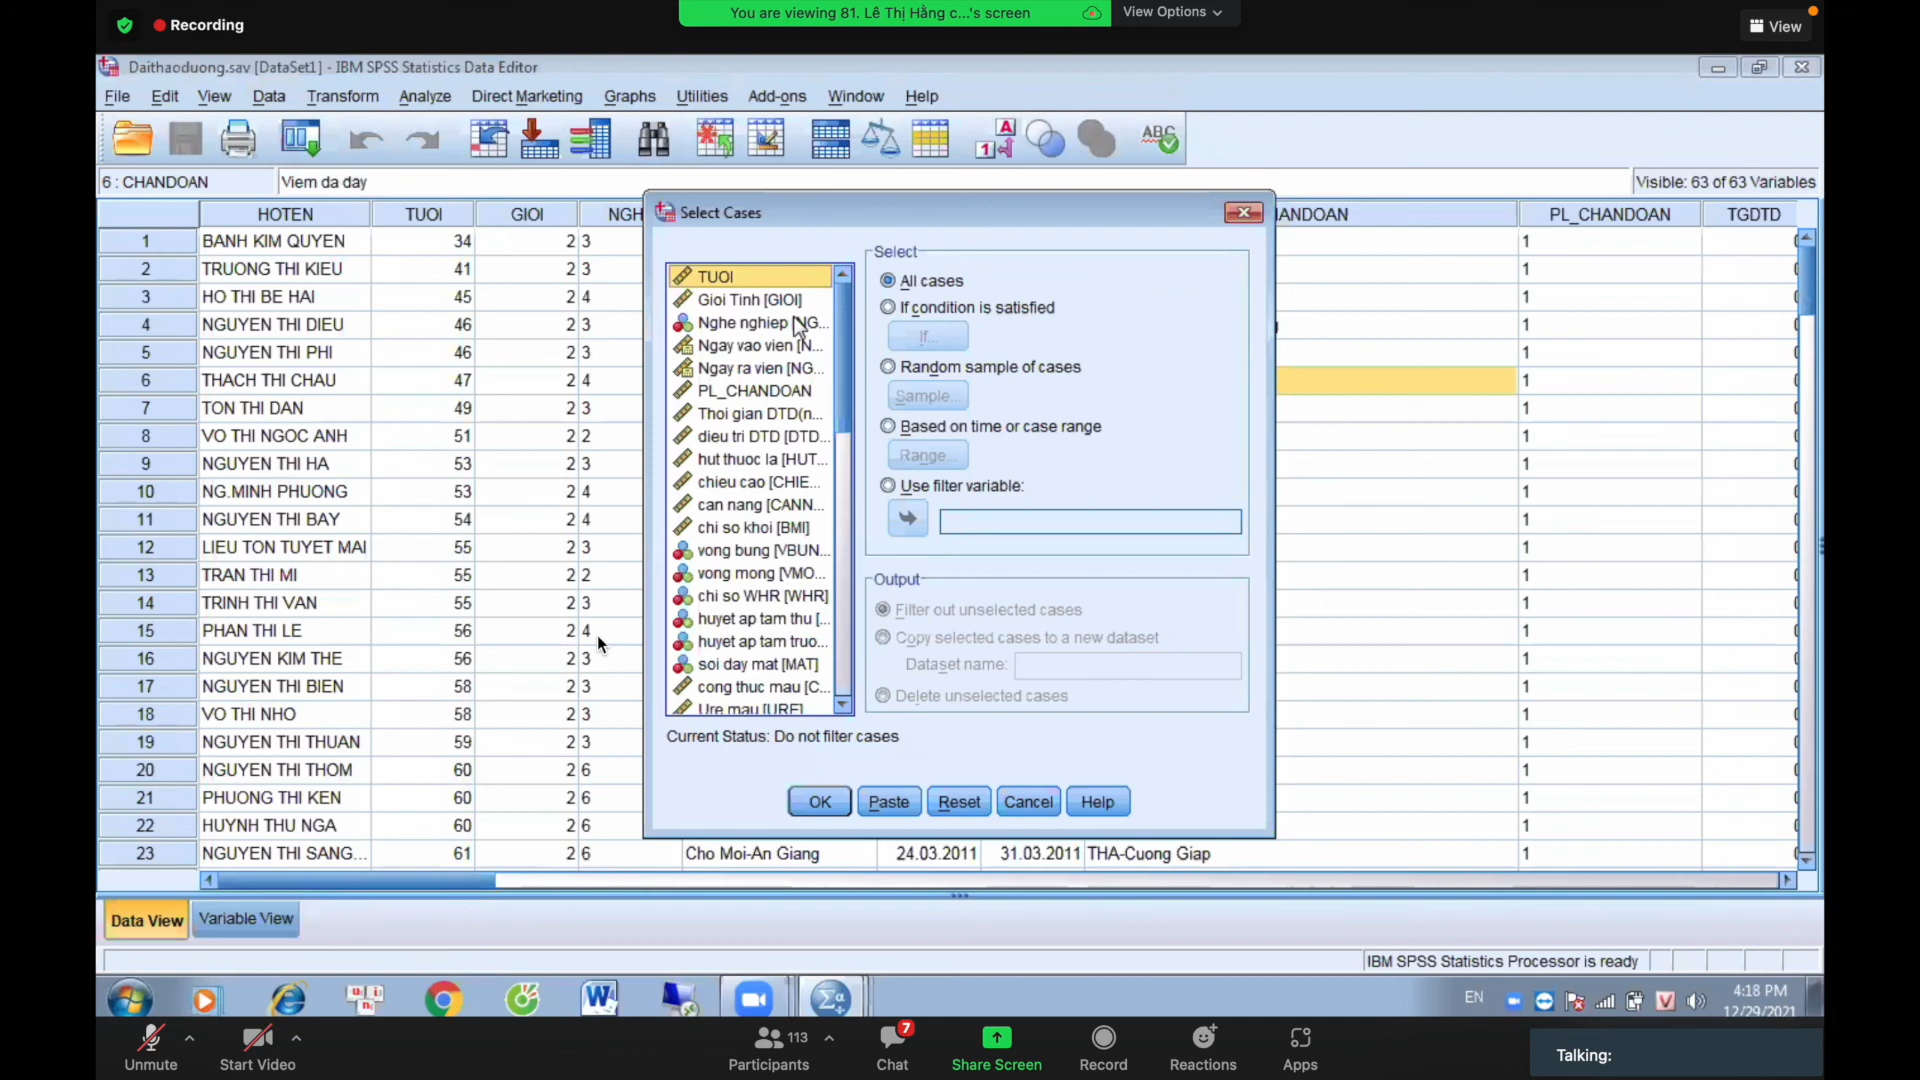 Recording
You are viewing 81. Lê Thị Hằng c...'s screen
View Options
View
Daithaoduong.sav [DataSet1] - IBM SPSS Statistics Data Editor
File Edit View Data Transform Analyze Direct Marketing Graphs Utilities Add-ons Window Help
6 : CHANDOAN
Viem da day
Visible: 63 of 63 Variables
HOTEN TUOI GIOI NGH ANDOAN PL_CHANDOAN TGDTD
1 BANH KIM QUYEN 34 2 3 1
2 TRUONG THI KIEU 41 2 3 1
3 HO THI BE HAI 45 2 4 1
4 NGUYEN THI DIEU 46 2 3 1
5 NGUYEN THI PHI 46 2 3 1
6 THACH THI CHAU 47 2 4 1
7 TON THI DAN 49 2 3 1
8 VO THI NGOC ANH 51 2 2 1
9 NGUYEN THI HA 53 2 3 1
10 NG.MINH PHUONG 53 2 4 1
11 NGUYEN THI BAY 54 2 4 1
12 LIEU TON TUYET MAI 55 2 3 1
13 TRAN THI MI 55 2 2 1
14 TRINH THI VAN 55 2 3 1
15 PHAN THI LE 56 2 4 1
16 NGUYEN KIM THE 56 2 3 1
17 NGUYEN THI BIEN 58 2 3 1
18 VO THI NHO 58 2 3 1
19 NGUYEN THI THUAN 59 2 3 1
20 NGUYEN THI THOM 60 2 6 1
21 PHUONG THI KEN 60 2 6 1
22 HUYNH THU NGA 60 2 6 1
23 NGUYEN THI SANG... 61 2 6 Cho Moi-An Giang 24.03.2011 31.03.2011 THA-Cuong Giap 1
Select Cases
TUOI
Gioi Tinh [GIOI]
Nghe nghiep [NG...
Ngay vao vien [N...
Ngay ra vien [NG...
PL_CHANDOAN
Thoi gian DTD(n...
dieu tri DTD [DTD...
hut thuoc la [HUT...
chieu cao [CHIE...
can nang [CANN...
chi so khoi [BMI]
vong bung [VBUN...
vong mong [VMO...
chi so WHR [WHR]
huyet ap tam thu [...
huyet ap tam truo...
soi day mat [MAT]
cong thuc mau [C...
Ure mau [URE]
Select
All cases
If condition is satisfied
If...
Random sample of cases
Sample...
Based on time or case range
Range...
Use filter variable:
Output
Filter out unselected cases
Copy selected cases to a new dataset
Dataset name:
Delete unselected cases
Current Status: Do not filter cases
OK Paste Reset Cancel Help
Data View Variable View
IBM SPSS Statistics Processor is ready
EN
4:18 PM
12/29/2021
Unmute
Start Video
113
Participants
7
Chat
Share Screen
Record
Reactions
Apps
Talking: